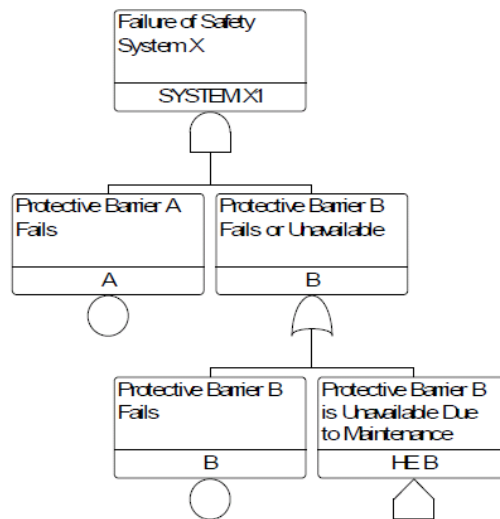 Failure of Safety
System X
SYSTEM X1
Protective Barrier A
Fails
A
Protective Barrier B
Fails or Unavailable
B
Protective Barrier B
Fails
B
Protective Barrier B
is Unavailable Due
to Maintenance
HE B